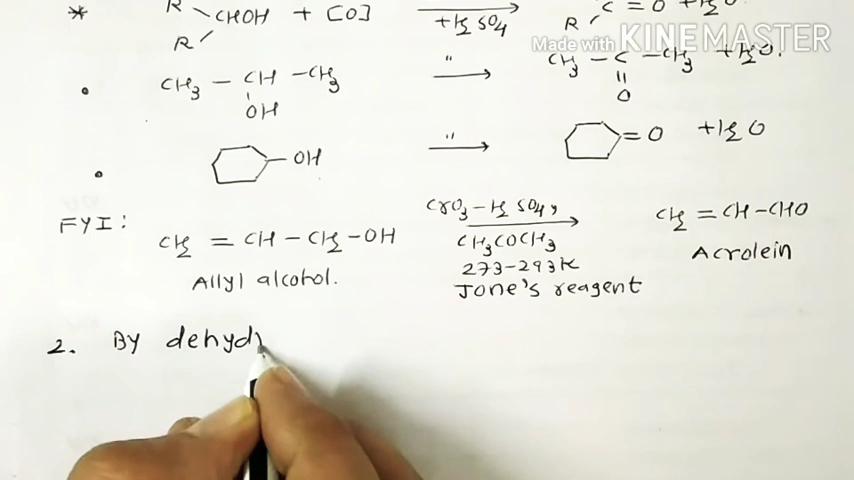 R
* CHOH + [O] +H₂SO₄ C = O + H₂O
R R
Made with KINEMASTER
• CH₃ - CH - CH₃ " CH₃ - C - CH₃ + H₂O.
OH O
• -OH " =O + H₂O
FYI: CH₂ = CH - CH₂ - OH CrO₃ - H₂SO₄, CH₂ = CH - CHO
Allyl alcohol. CH₃COCH₃ Acrolein
273-293K
Jone's reagent
2. By dehyd